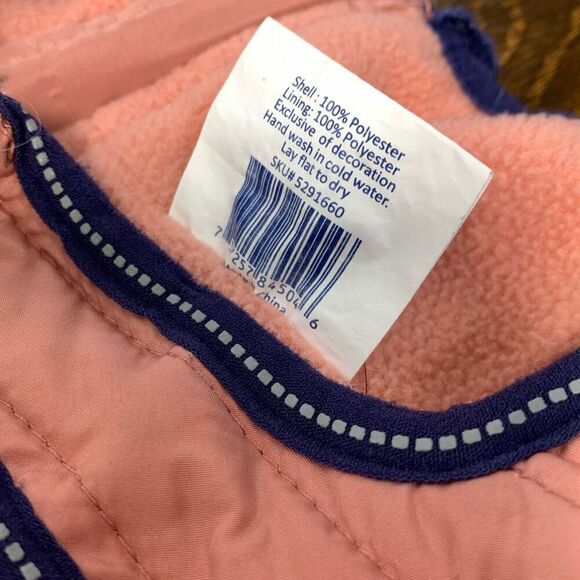 Shell : 100% Polyester
Lining: 100% Polyester
Exclusive of decoration
Hand wash in cold water.
Lay flat to dry
SKU# 5291660
China